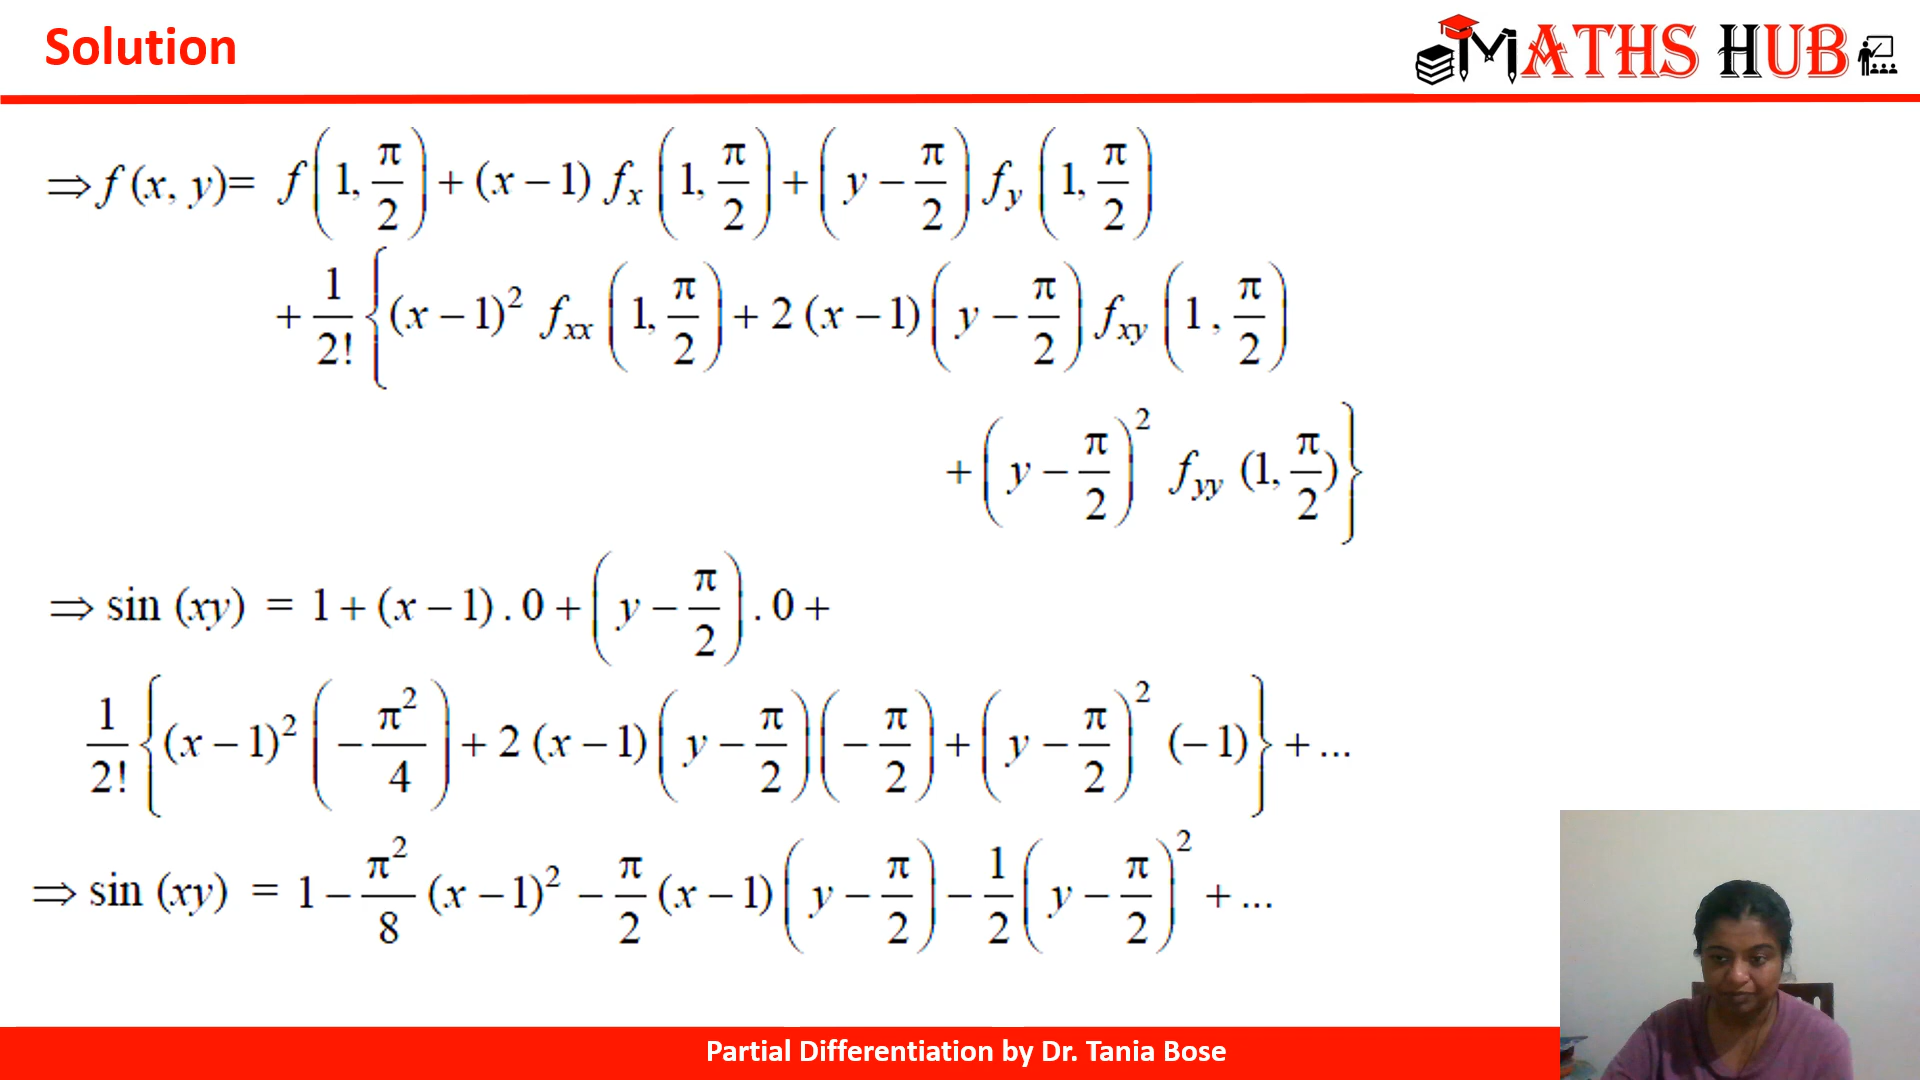 Solution
MATHS HUB
⇒ f (x, y) = f(1, π/2) + (x − 1) fₓ (1, π/2) + (y − π/2) f_y (1, π/2)
+ 1/2! {(x − 1)² fₓₓ (1, π/2) + 2 (x − 1) (y − π/2) f_xy (1, π/2)
+ (y − π/2)² f_yy (1, π/2)}
⇒ sin (xy) = 1 + (x − 1) . 0 + (y − π/2) . 0 +
1/2! {(x − 1)² (− π²/4) + 2 (x − 1) (y − π/2) (− π/2) + (y − π/2)² (− 1)} + ...
⇒ sin (xy) = 1 − π²/8 (x − 1)² − π/2 (x − 1) (y − π/2) − 1/2 (y − π/2)² + ...
Partial Differentiation by Dr. Tania Bose